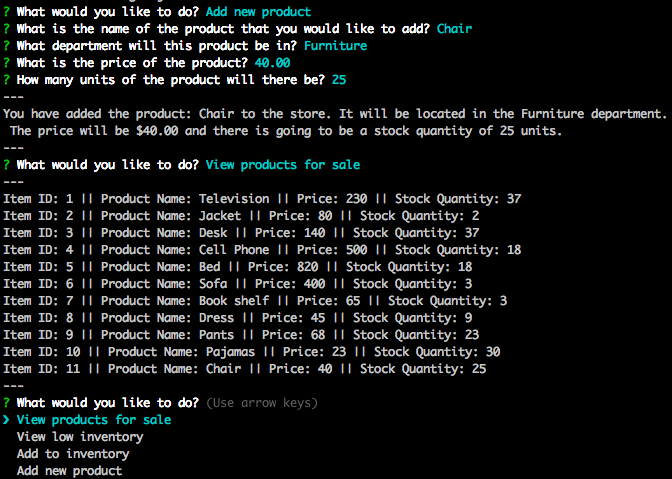 ? What would you like to do? Add new product
? What is the name of the product that you would like to add? Chair
? What department will this product be in? Furniture
? What is the price of the product? 40.00
? How many units of the product will there be? 25
---
You have added the product: Chair to the store. It will be located in the Furniture department.
 The price will be $40.00 and there is going to be a stock quantity of 25 units.
---
? What would you like to do? View products for sale
---
Item ID: 1 || Product Name: Television || Price: 230 || Stock Quantity: 37
Item ID: 2 || Product Name: Jacket || Price: 80 || Stock Quantity: 2
Item ID: 3 || Product Name: Desk || Price: 140 || Stock Quantity: 37
Item ID: 4 || Product Name: Cell Phone || Price: 500 || Stock Quantity: 18
Item ID: 5 || Product Name: Bed || Price: 820 || Stock Quantity: 18
Item ID: 6 || Product Name: Sofa || Price: 400 || Stock Quantity: 3
Item ID: 7 || Product Name: Book shelf || Price: 65 || Stock Quantity: 3
Item ID: 8 || Product Name: Dress || Price: 45 || Stock Quantity: 9
Item ID: 9 || Product Name: Pants || Price: 68 || Stock Quantity: 23
Item ID: 10 || Product Name: Pajamas || Price: 23 || Stock Quantity: 30
Item ID: 11 || Product Name: Chair || Price: 40 || Stock Quantity: 25
---
? What would you like to do? (Use arrow keys)
❯ View products for sale
  View low inventory
  Add to inventory
  Add new product